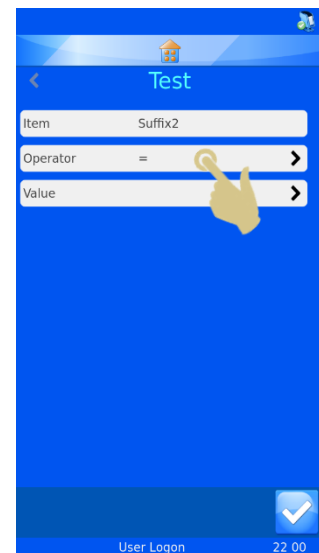 Test
Item Suffix2
Operator =
Value
User Logon 22 00